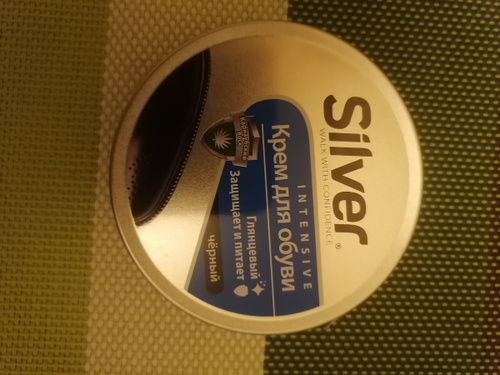 Silver®
WALK WITH CONFIDENCE
INTENSIVE
Крем для обуви
Глянцевый
Защищает и питает
чёрный